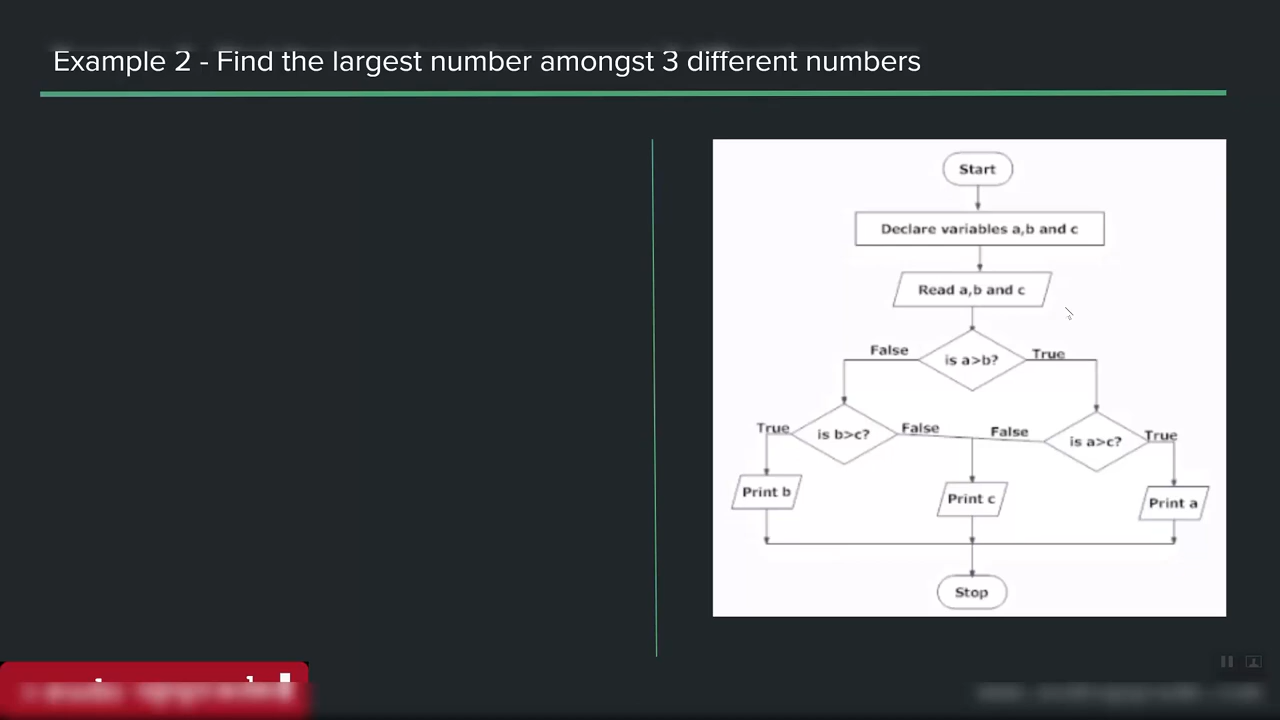 Example 2 - Find the largest number amongst 3 different numbers
Start
Declare variables a,b and c
Read a,b and c
is a>b?
False
True
is b>c?
True
False
is a>c?
False
True
Print b
Print c
Print a
Stop